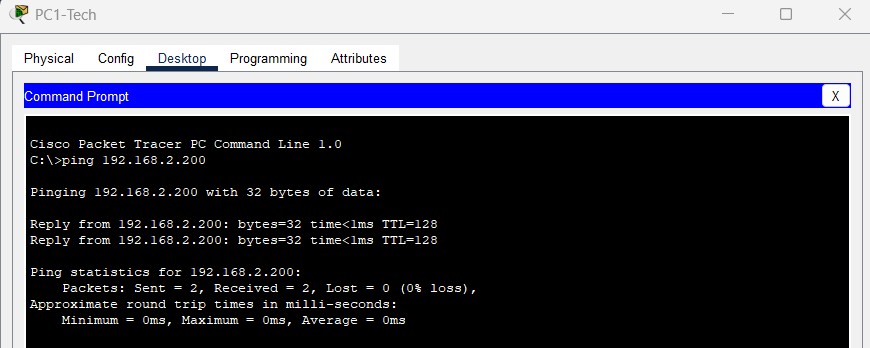 PC1-Tech
Physical Config Desktop Programming Attributes
Command Prompt X
Cisco Packet Tracer PC Command Line 1.0
C:\>ping 192.168.2.200
Pinging 192.168.2.200 with 32 bytes of data:
Reply from 192.168.2.200: bytes=32 time<1ms TTL=128
Reply from 192.168.2.200: bytes=32 time<1ms TTL=128
Ping statistics for 192.168.2.200:
Packets: Sent = 2, Received = 2, Lost = 0 (0% loss),
Approximate round trip times in milli-seconds:
Minimum = 0ms, Maximum = 0ms, Average = 0ms